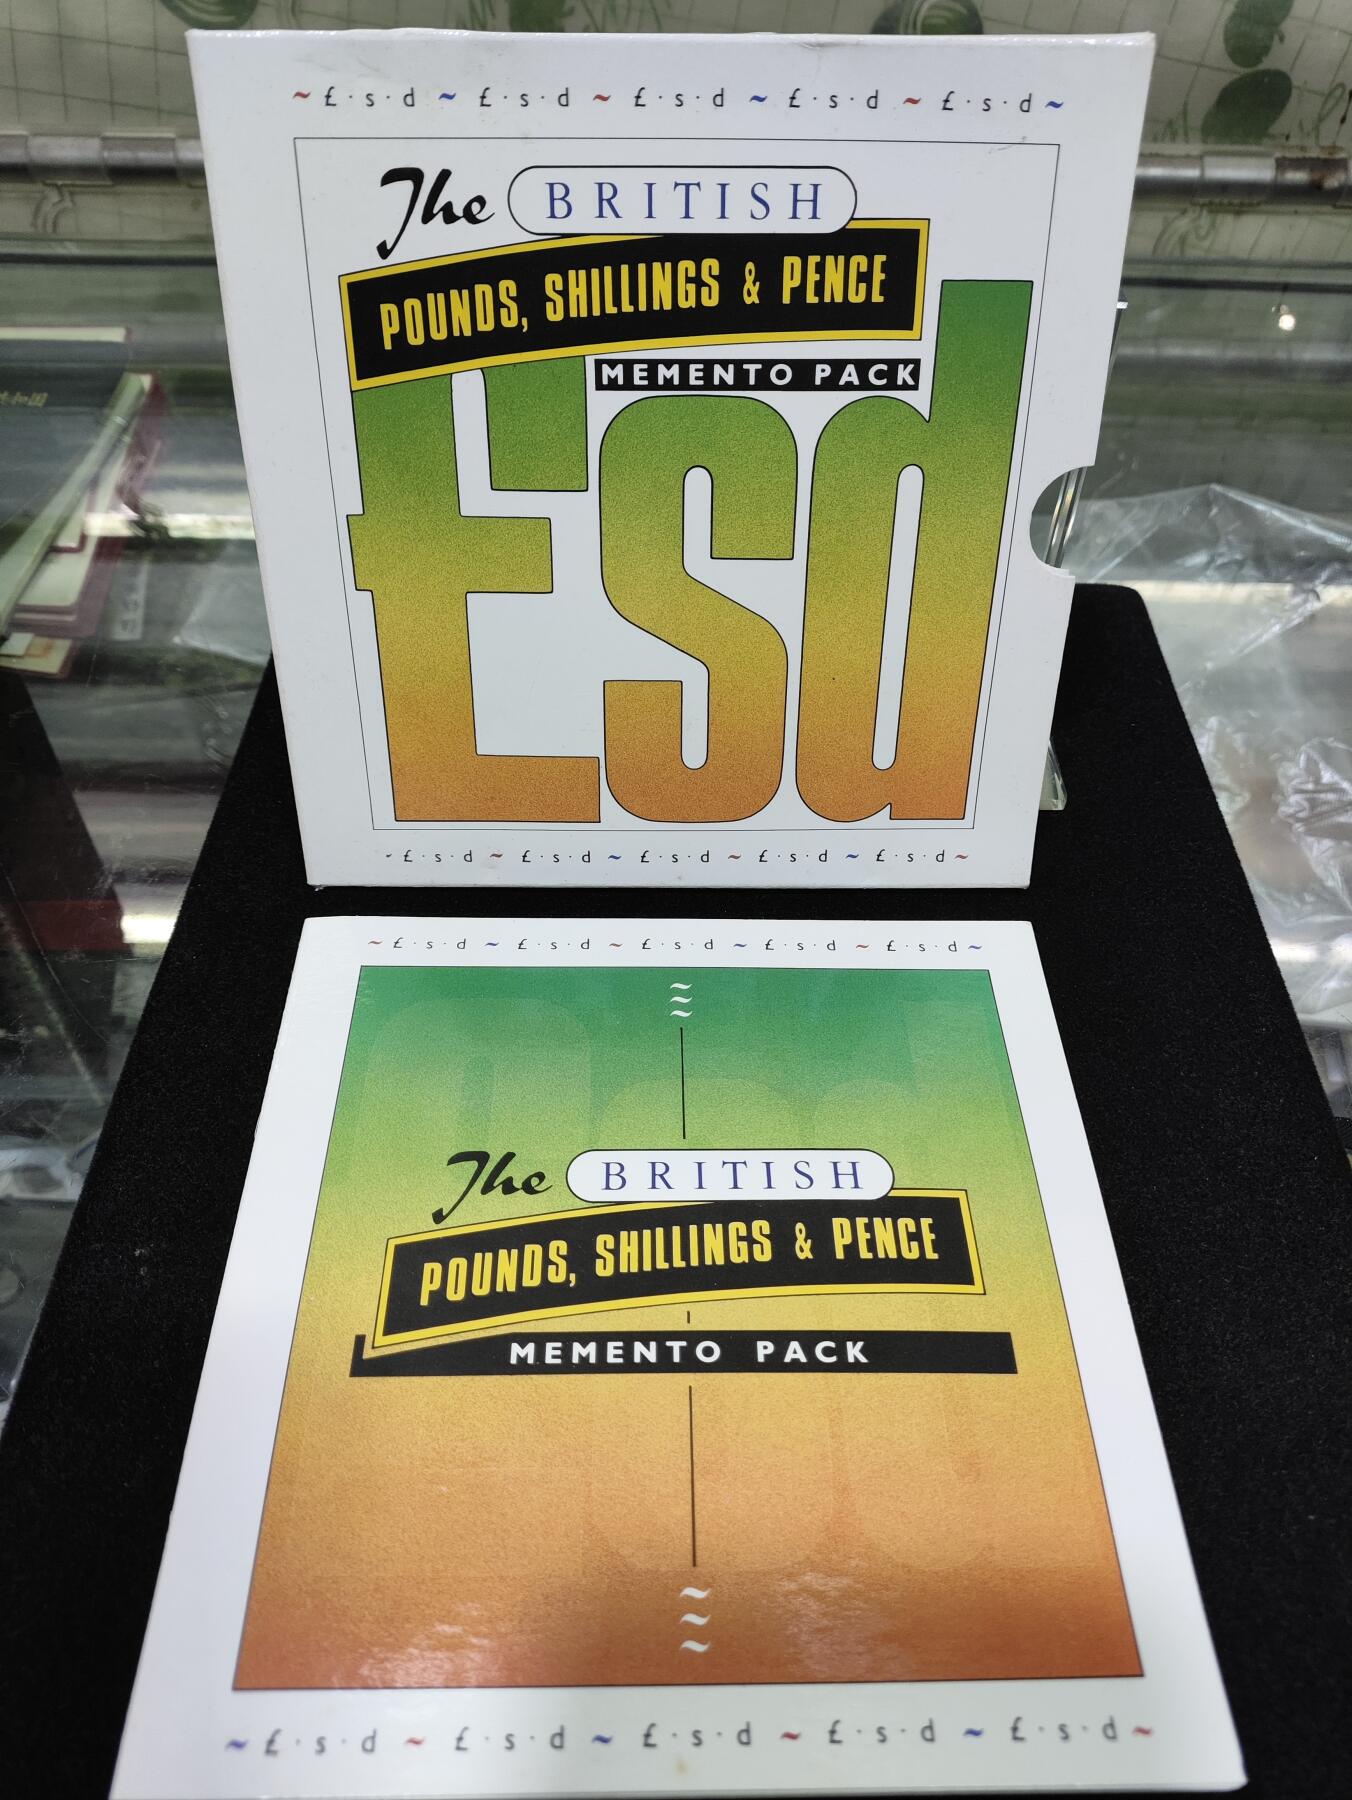 ~ £ · s · d ~ £ · s · d ~ £ · s · d ~ £ · s · d ~ £ · s · d ~
The BRITISH
POUNDS, SHILLINGS & PENCE
MEMENTO PACK
£sd
~ £ · s · d ~ £ · s · d ~ £ · s · d ~ £ · s · d ~ £ · s · d ~
~ £ · s · d ~ £ · s · d ~ £ · s · d ~ £ · s · d ~ £ · s · d ~
The BRITISH
POUNDS, SHILLINGS & PENCE
MEMENTO PACK
~ £ · s · d ~ £ · s · d ~ £ · s · d ~ £ · s · d ~ £ · s · d ~